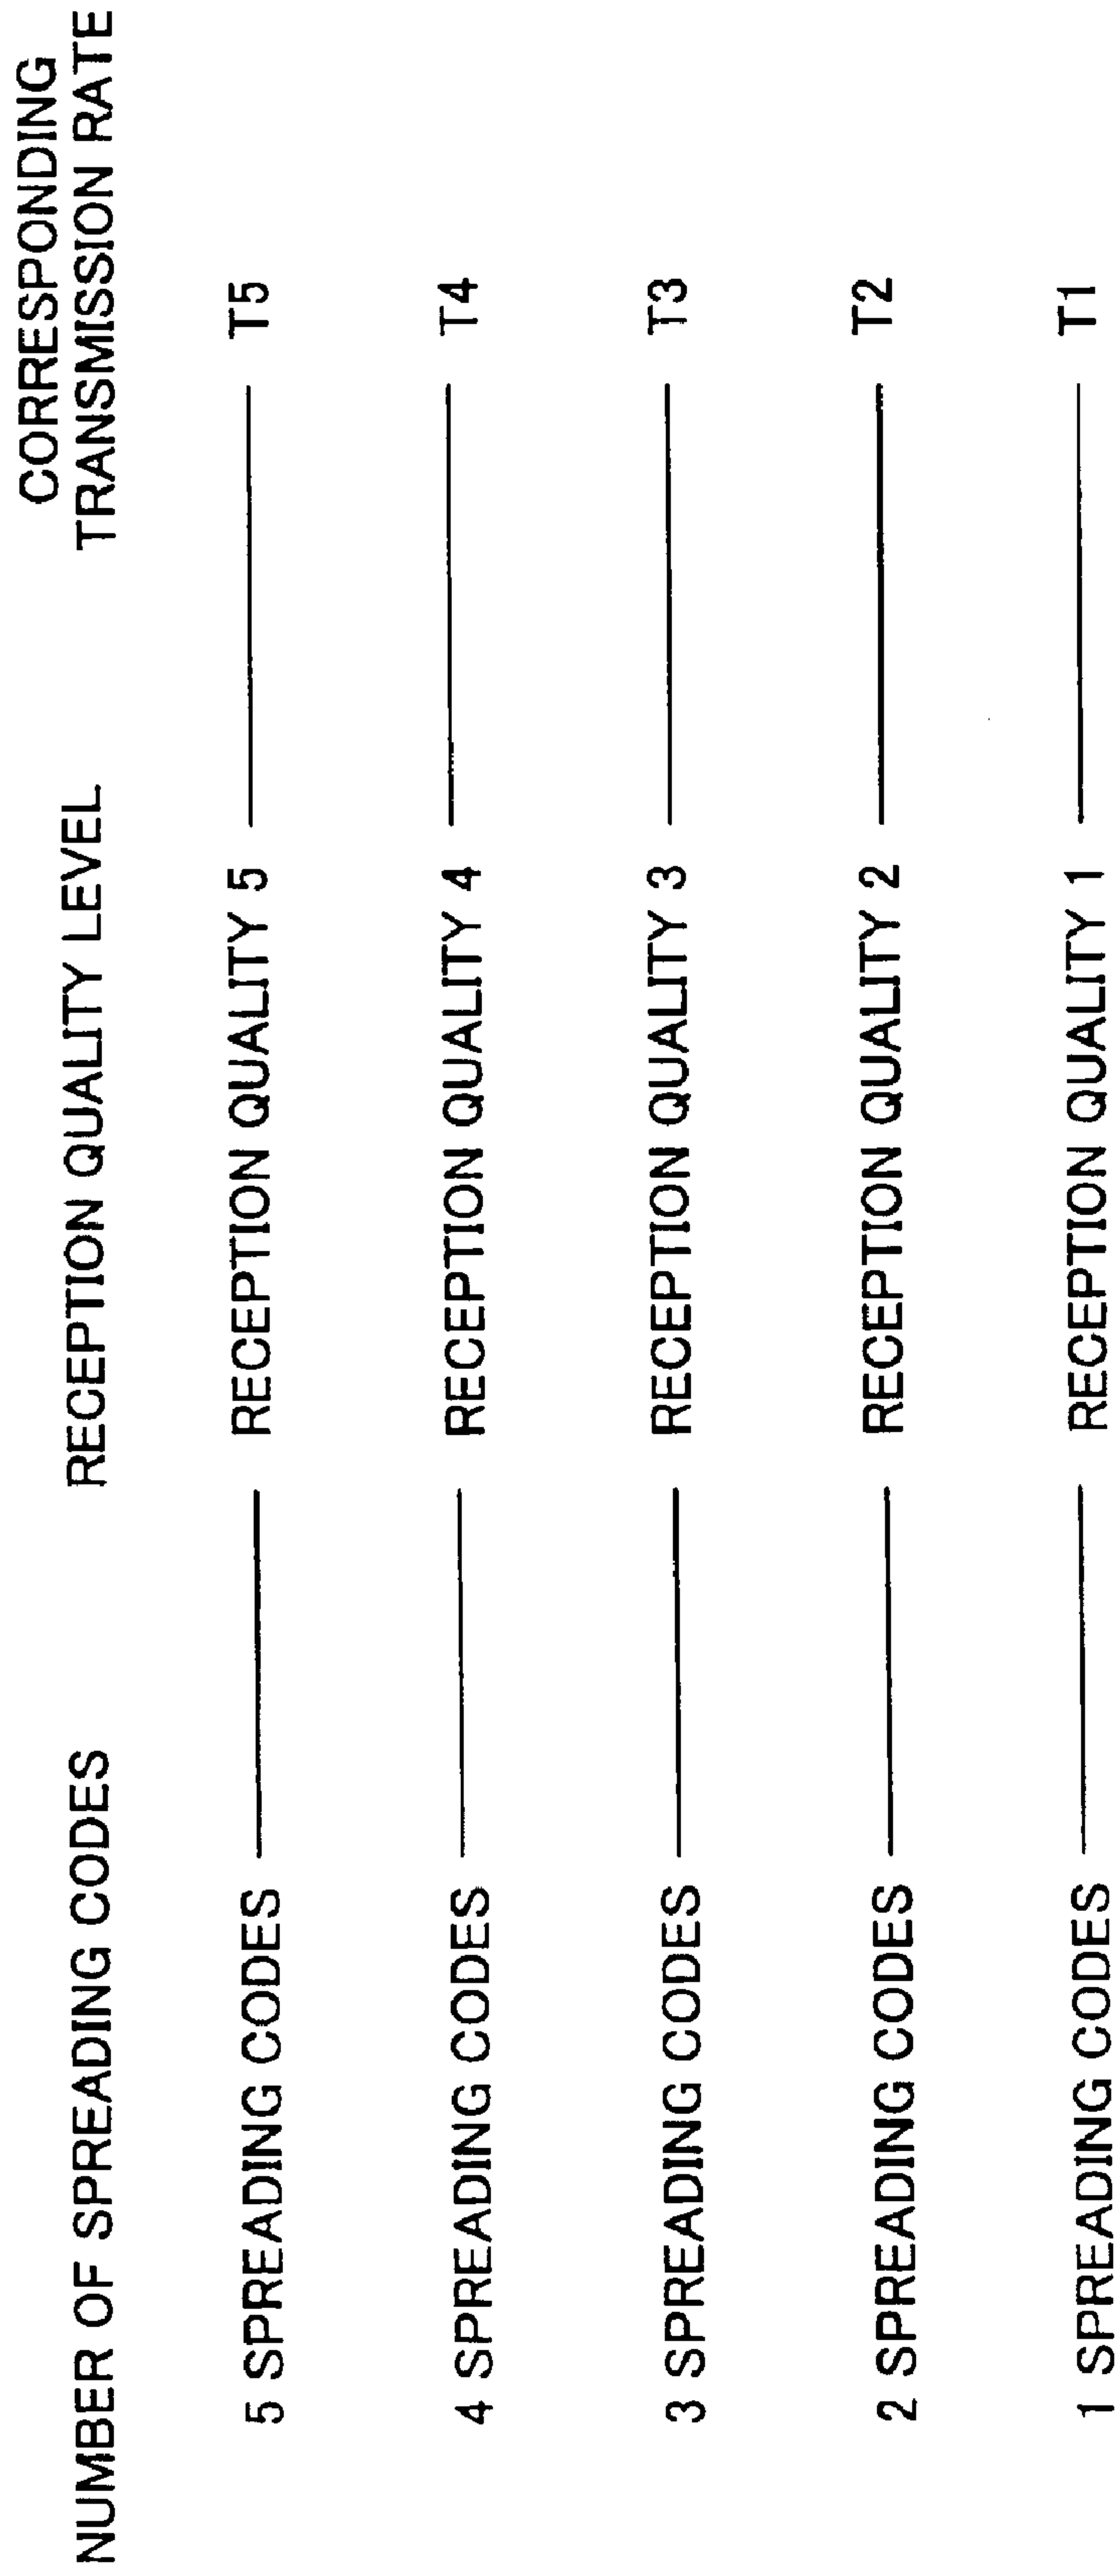 NUMBER OF SPREADING CODES
RECEPTION QUALITY LEVEL
CORRESPONDING
TRANSMISSION RATE
5 SPREADING CODES
RECEPTION QUALITY 5
T5
4 SPREADING CODES
RECEPTION QUALITY 4
T4
3 SPREADING CODES
RECEPTION QUALITY 3
T3
2 SPREADING CODES
RECEPTION QUALITY 2
T2
1 SPREADING CODES
RECEPTION QUALITY 1
T1